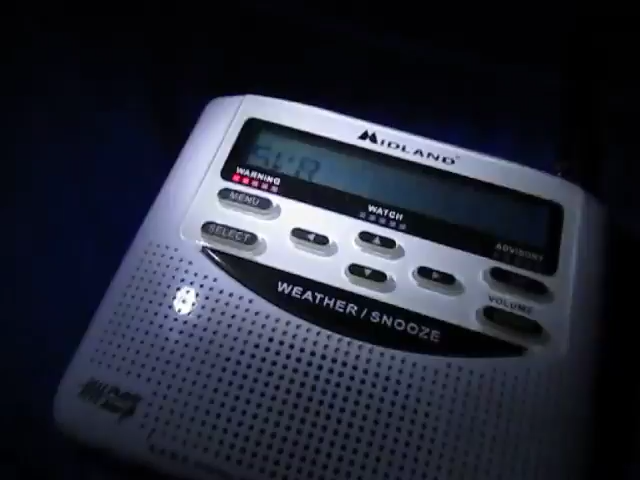 MIDLAND
WARNING
WATCH
ADVISORY
MENU
SELECT
VOLUME
WEATHER/SNOOZE